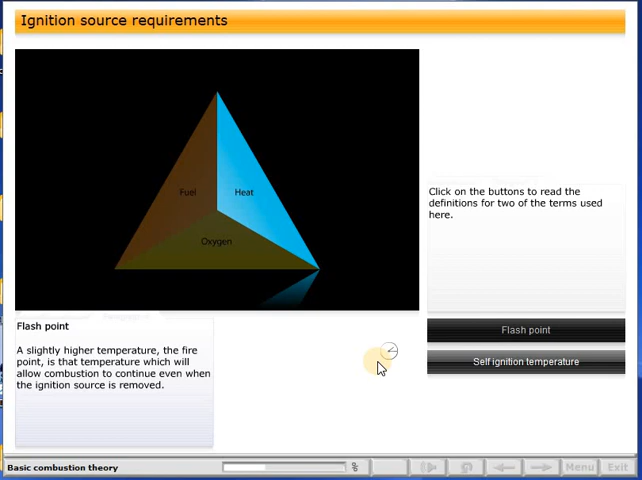 Ignition source requirements
Fuel
Heat
Oxygen
Click on the buttons to read the
definitions for two of the terms used
here.
Flash point
Self ignition temperature
Flash point
A slightly higher temperature, the fire
point, is that temperature which will
allow combustion to continue even when
the ignition source is removed.
Basic combustion theory
Menu
Exit